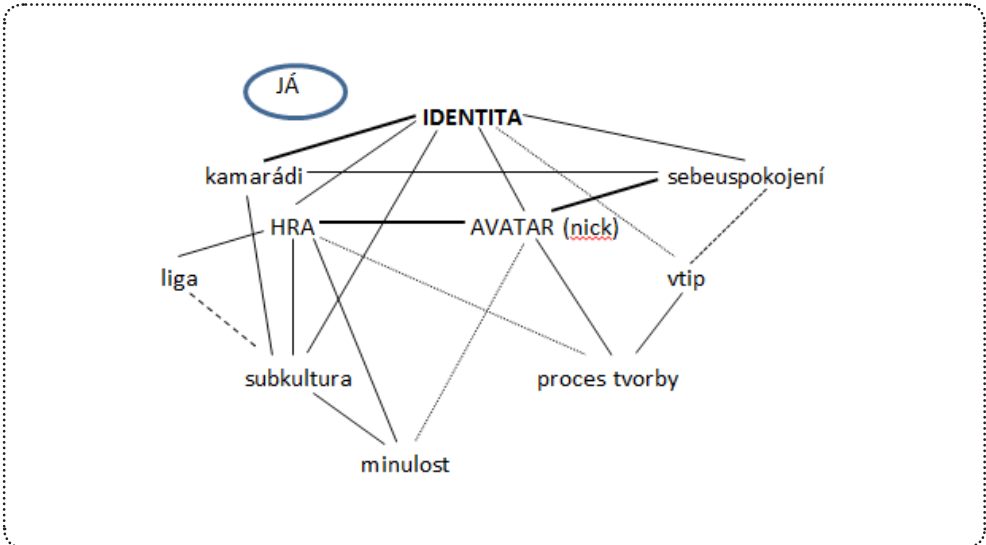 JÁ
IDENTITA
kamarádi
sebeuspokojení
HRA
AVATAR (nick)
liga
vtip
subkultura
proces tvorby
minulost